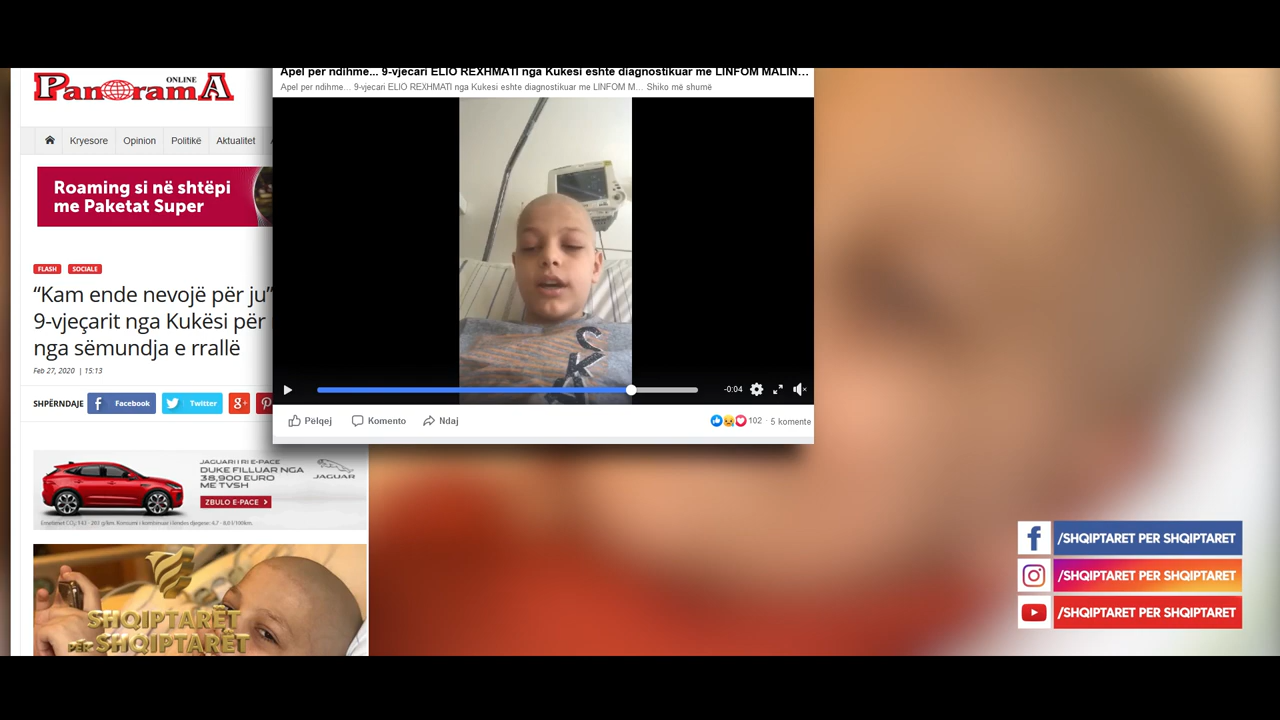 PanoramA
ONLINE
Kryesore
Opinion
Politikë
Aktualitet
Roaming si në shtëpi
me Paketat Super
FLASH
SOCIALE
“Kam ende nevojë për ju”
9-vjeçarit nga Kukësi për
nga sëmundja e rrallë
Feb 27, 2020 | 15:13
SHPËRNDAJE
Facebook
Twitter
JAGUARI I RI E-PACE
DUKE FILLUAR NGA
38,900 EURO
ME TVSH
ZBULO E-PACE
JAGUAR
SHQIPTARËT
PËR SHQIPTARËT
Apel per ndihme... 9-vjecari ELIO REXHMATI nga Kukesi eshte diagnostikuar me LINFOM MALIN...
Apel per ndihme... 9-vjecari ELIO REXHMATI nga Kukesi eshte diagnostikuar me LINFOM M... Shiko më shumë
SK
-0:04
Pëlqej
Komento
Ndaj
102 · 5 komente
/SHQIPTARET PER SHQIPTARET
/SHQIPTARET PER SHQIPTARET
/SHQIPTARET PER SHQIPTARET